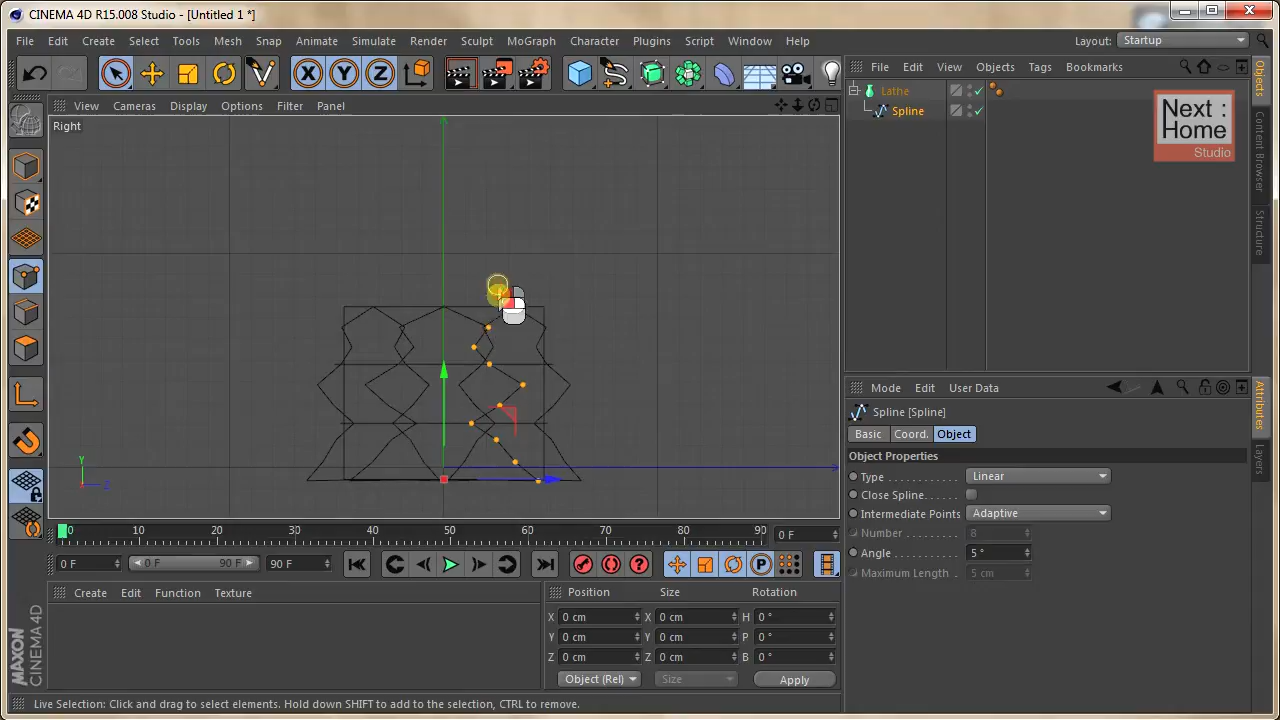 CINEMA 4D R15.008 Studio - [Untitled 1 *]
File Edit Create Select Tools Mesh Snap Animate Simulate Render Sculpt MoGraph Character Plugins Script Window Help Layout: Startup
File Edit View Objects Tags Bookmarks
View Cameras Display Options Filter Panel
Right
Lathe
Spline
Next :
Home
Studio
Objects
Content Browser
Structure
Mode Edit User Data
Spline [Spline]
Basic Coord. Object
Object Properties
Type Linear
Close Spline
Intermediate Points Adaptive
Number 8
Angle 5 °
Maximum Length 5 cm
Attributes
Layers
Y
Z
0 10 20 30 40 50 60 70 80 90 0 F
0 F 0 F 90 F 90 F
Create Edit Function Texture
Position Size Rotation
X 0 cm X 0 cm H 0 °
Y 0 cm Y 0 cm P 0 °
Z 0 cm Z 0 cm B 0 °
Object (Rel) Size Apply
MAXON
CINEMA 4D
Live Selection: Click and drag to select elements. Hold down SHIFT to add to the selection, CTRL to remove.